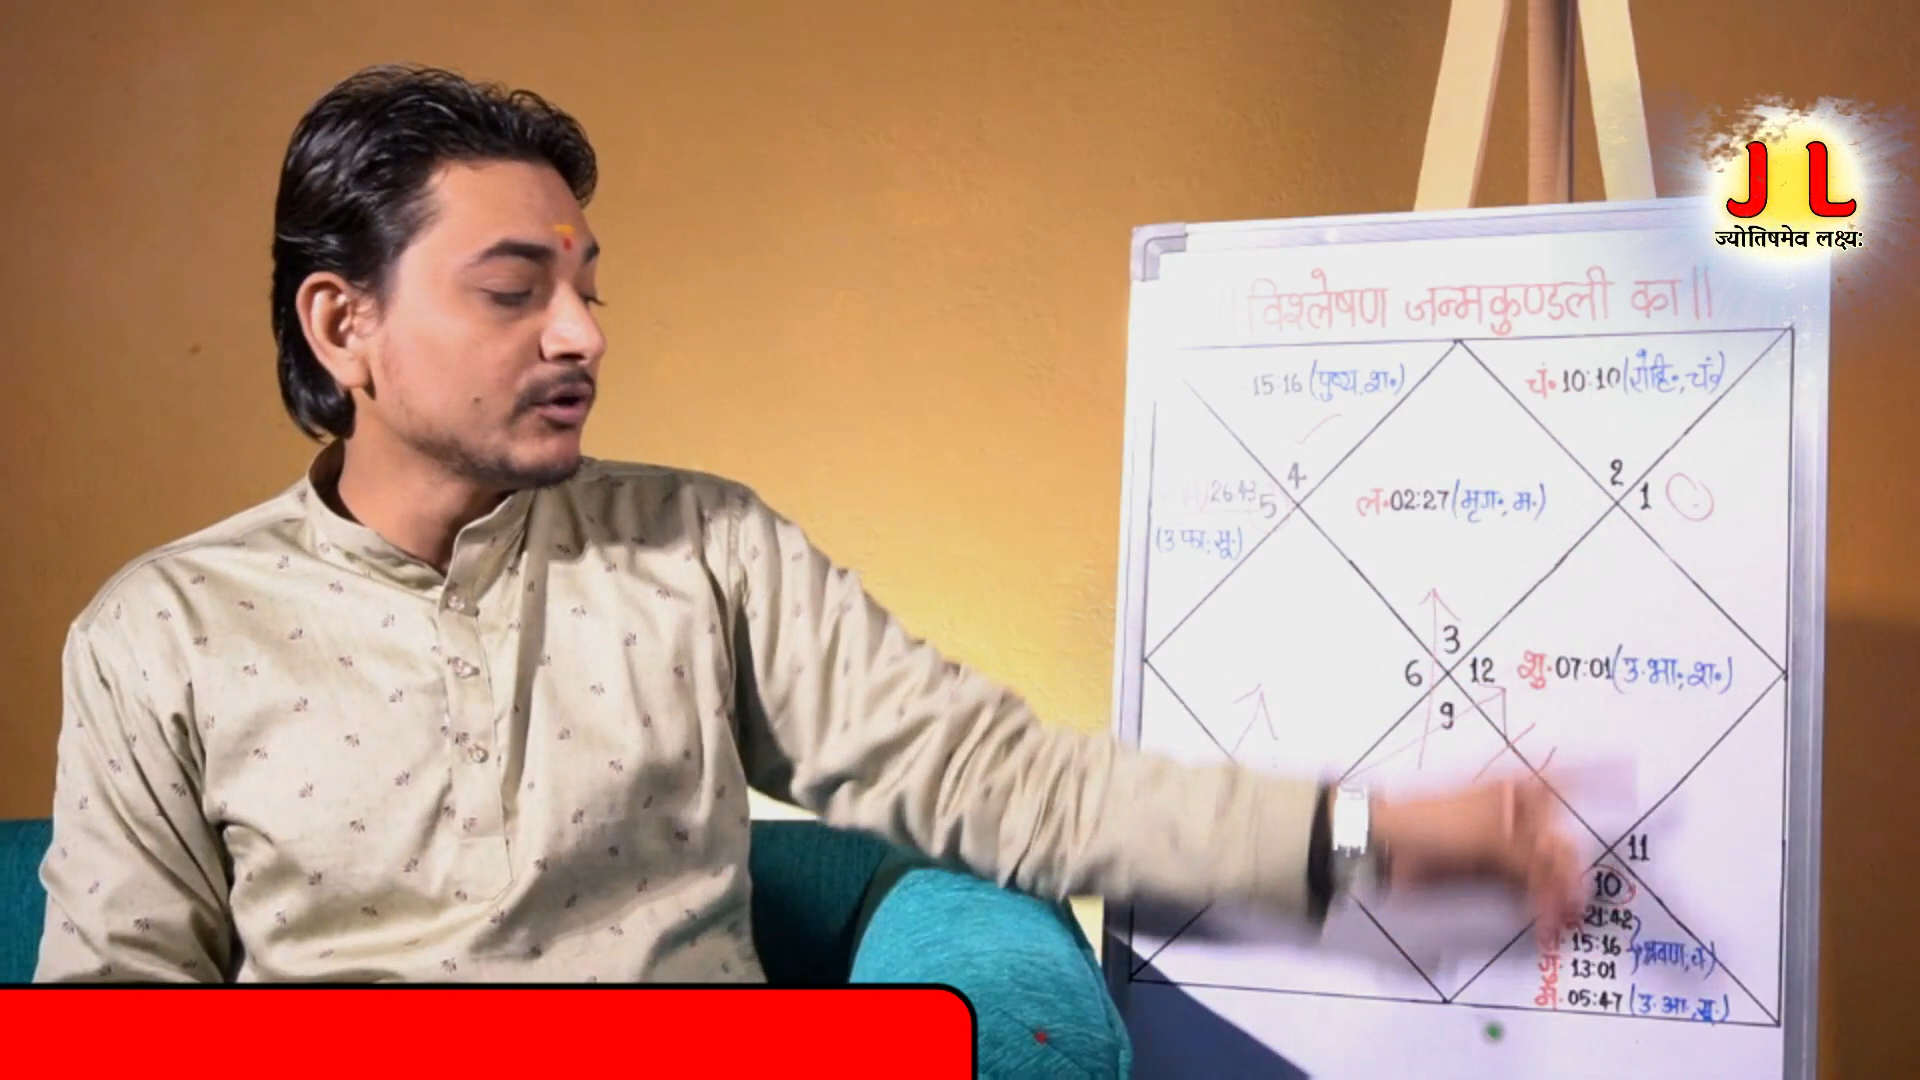 J L
ज्योतिषमेव लक्ष्य:
||विश्लेषण जन्मकुण्डली का||
15:16 (पुष्य, श॰)
चं॰ 10:10 (रोहि॰, चं॰)
4
2
1
26:43
5
ल॰ 02:27 (मृग॰, म॰)
(उ फा॰, सू॰)
3
6
12
शु॰ 07:01 (उ॰भा॰, श॰)
9
11
10
21:42
15:16
श्रवण, चं
गु॰ 13:01
मं॰ 05:47 (उ॰आ॰, सू॰)